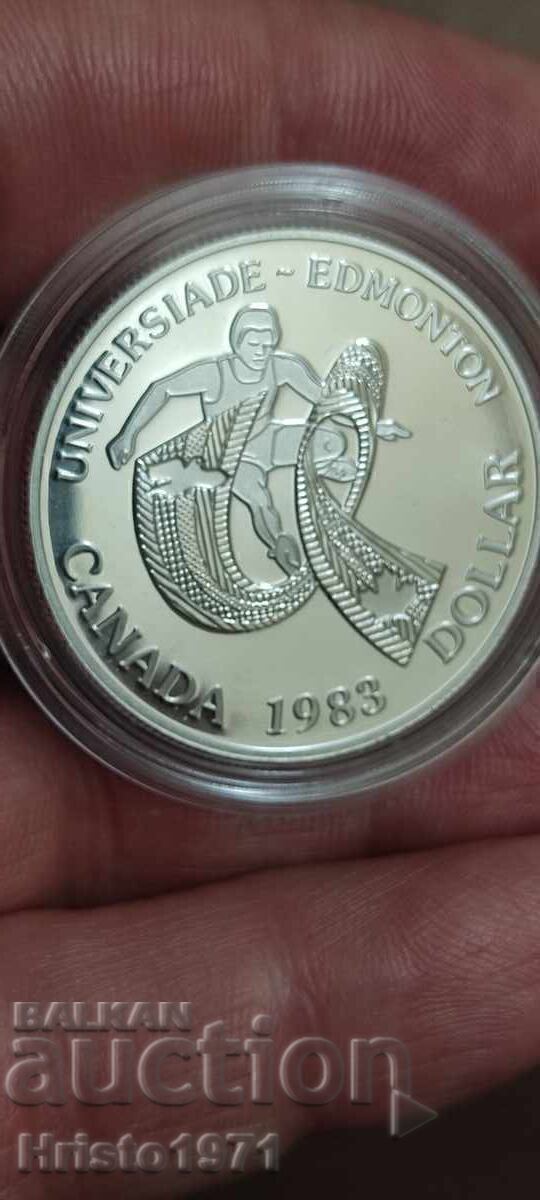 UNIVERSIADE ~ EDMONTON
CANADA 1983 DOLLAR
BALKAN
auction
Hristo1971